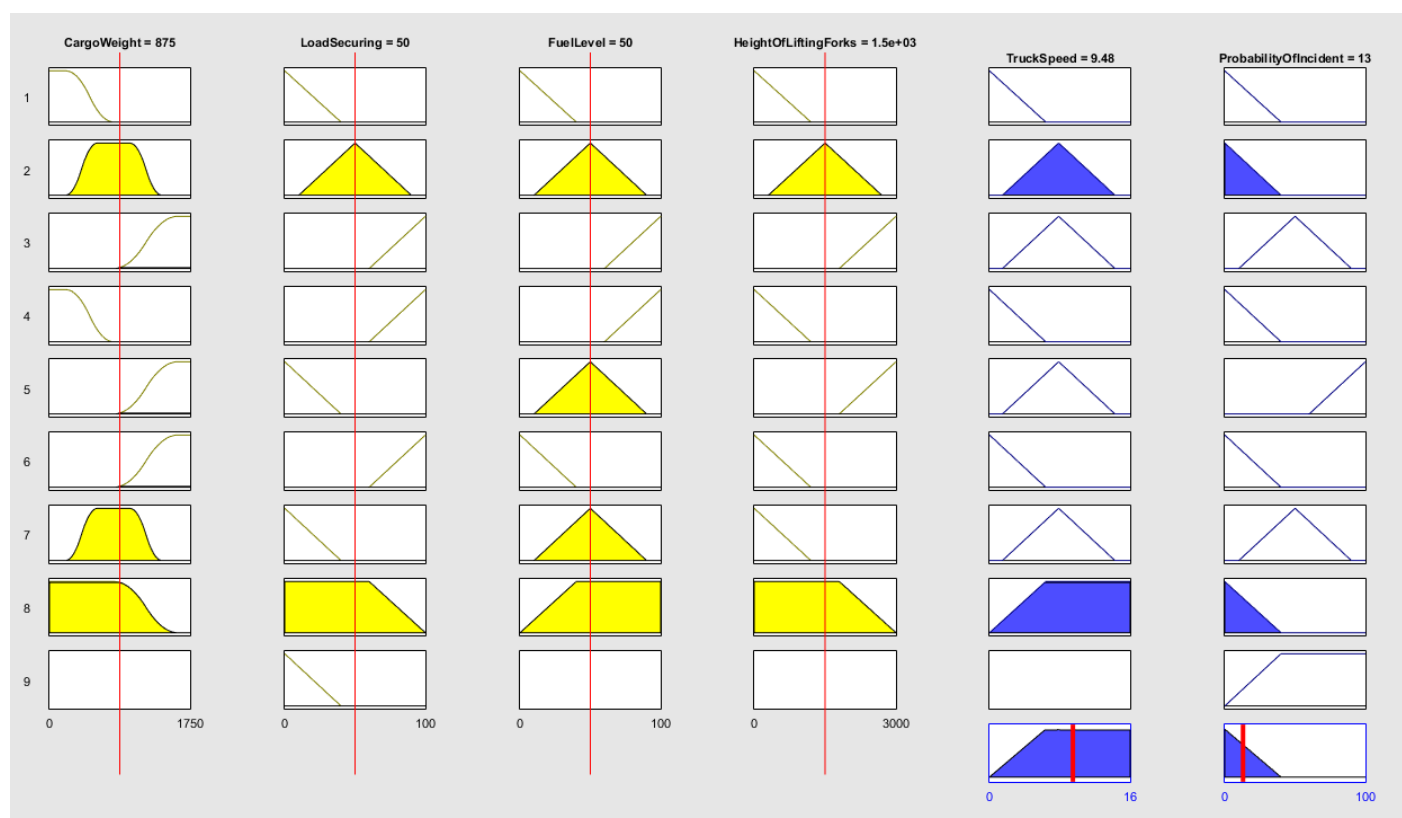 CargoWeight = 875
LoadSecuring = 50
FuelLevel = 50
HeightOfLiftingForks = 1.5e+03
TruckSpeed = 9.48
ProbabilityOfIncident = 13
1
2
3
4
5
6
7
8
9
0 1750
0 100
0 100
0 3000
0 16
0 100